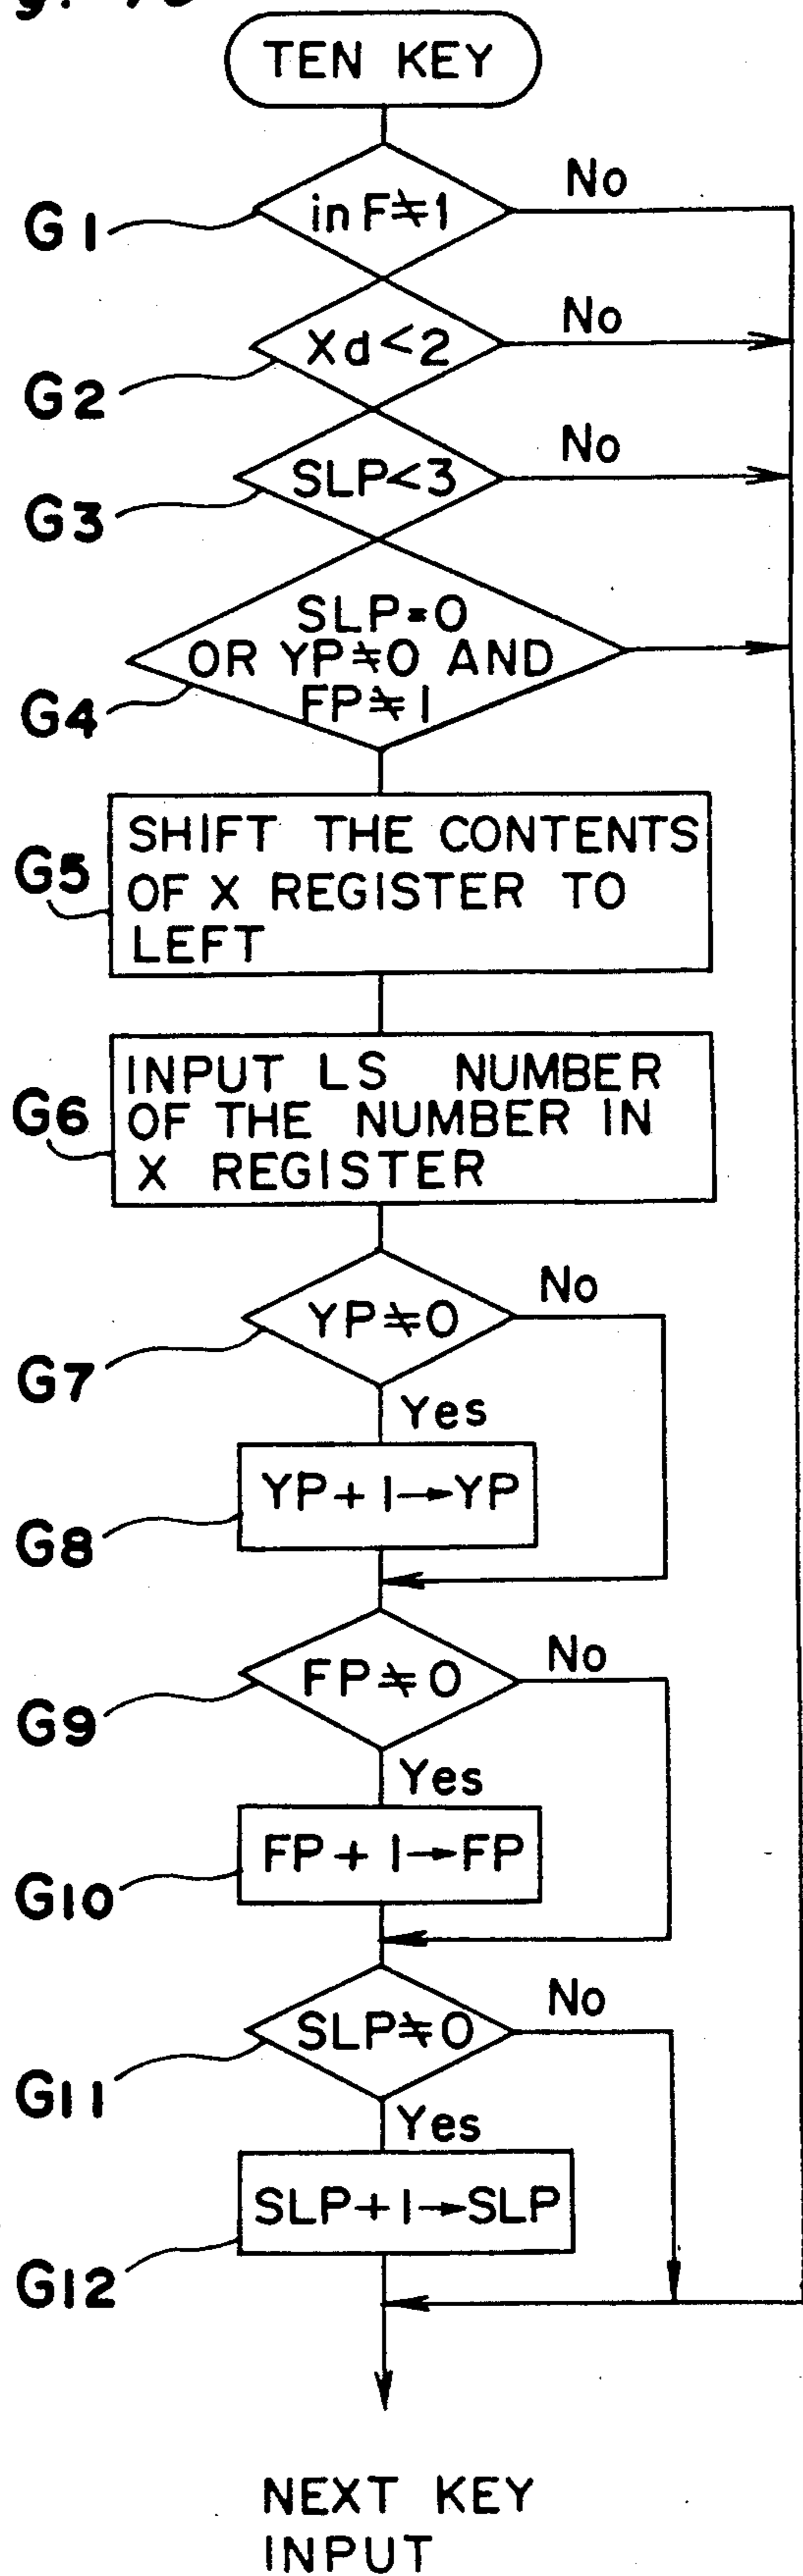 TEN KEY
G1
in F≠1
No
G2
Xd<2
No
G3
SLP<3
No
G4
SLP=0
OR YP≠0 AND
FP≠1
G5
SHIFT THE CONTENTS
OF X REGISTER TO
LEFT
G6
INPUT LS NUMBER
OF THE NUMBER IN
X REGISTER
G7
YP≠0
No
Yes
G8
YP+1→YP
G9
FP≠0
No
Yes
G10
FP+1→FP
G11
SLP≠0
No
Yes
G12
SLP+1→SLP
NEXT KEY
INPUT